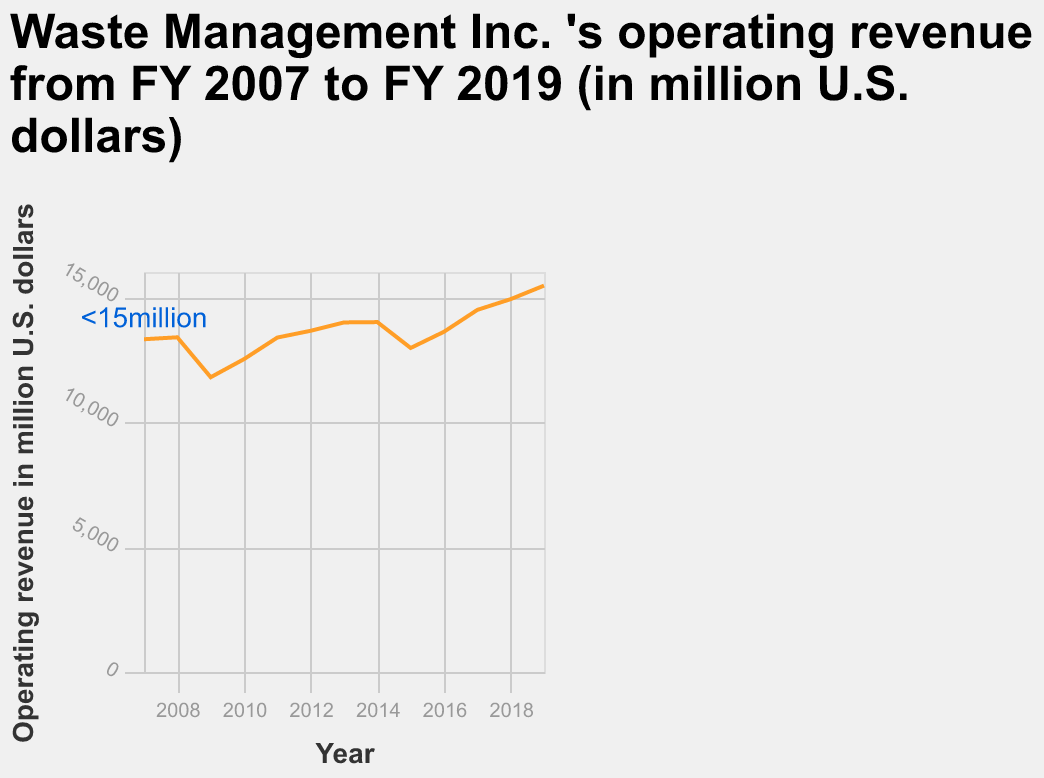 Waste Management Inc. 's operating revenue
from FY 2007 to FY 2019 (in million U.S.
dollars)
Operating revenue in million U.S. dollars
15,000
<15million
10,000
5,000
0
2008 2010 2012 2014 2016 2018
Year